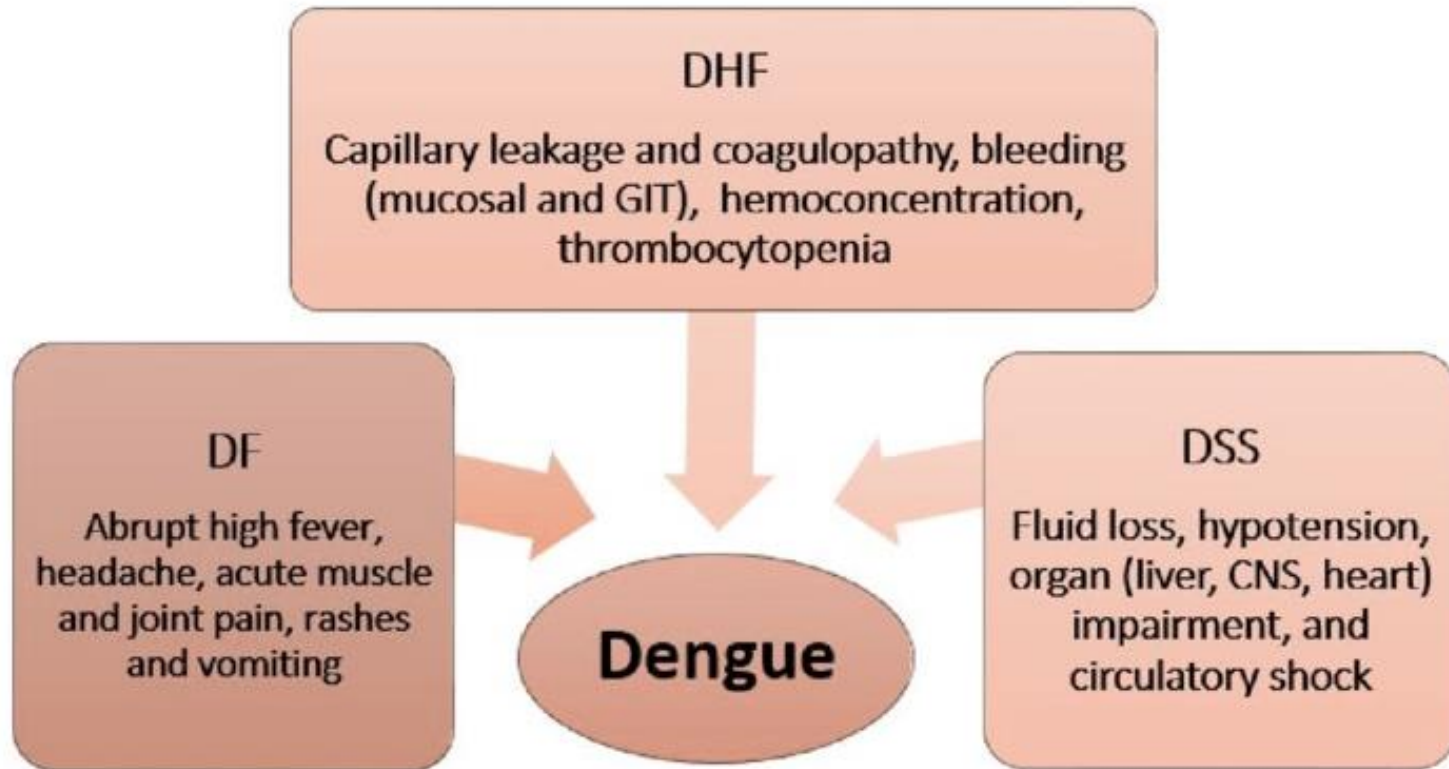 DHF
Capillary leakage and coagulopathy, bleeding
(mucosal and GIT), hemoconcentration,
thrombocytopenia
DF
Abrupt high fever,
headache, acute muscle
and joint pain, rashes
and vomiting
DSS
Fluid loss, hypotension,
organ (liver, CNS, heart)
impairment, and
circulatory shock
Dengue